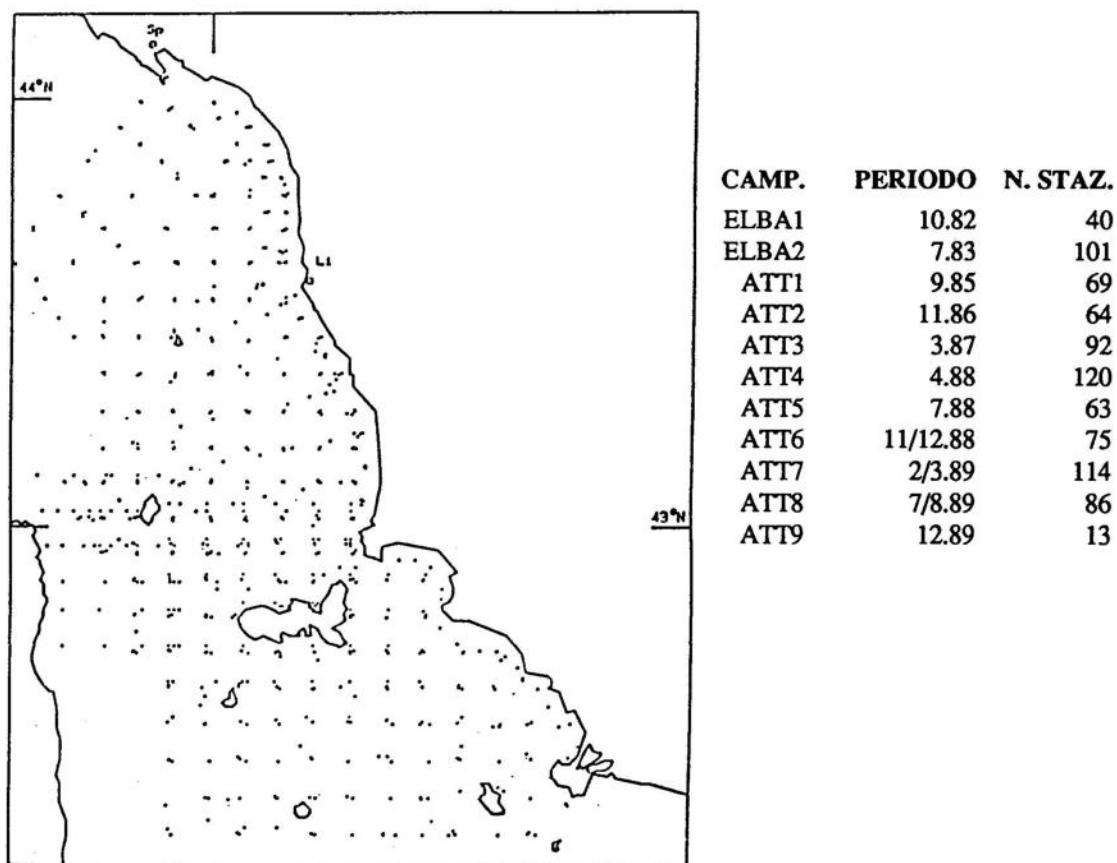 Sp
44°N
L1
43°N
CAMP. PERIODO N. STAZ.
ELBA1 10.82 40
ELBA2 7.83 101
ATT1 9.85 69
ATT2 11.86 64
ATT3 3.87 92
ATT4 4.88 120
ATT5 7.88 63
ATT6 11/12.88 75
ATT7 2/3.89 114
ATT8 7/8.89 86
ATT9 12.89 13